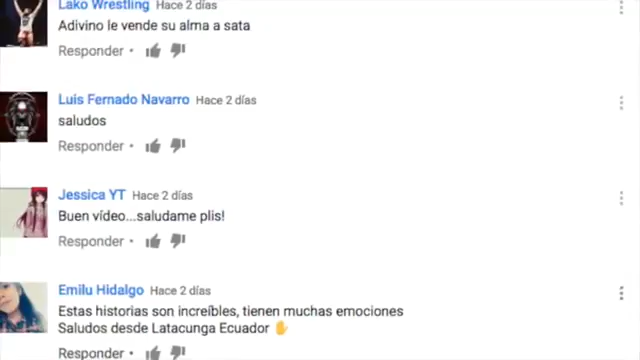 Lako Wrestling Hace 2 días
Adivino le vende su alma a sata
Responder •
Luis Fernado Navarro Hace 2 días
saludos
Responder •
Jessica YT Hace 2 días
Buen vídeo...saludame plis!
Responder •
Emilu Hidalgo Hace 2 días
Estas historias son increíbles, tienen muchas emociones
Saludos desde Latacunga Ecuador ✋
Responder •